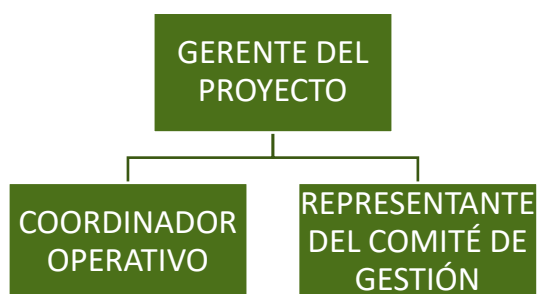 GERENTE DEL
PROYECTO
COORDINADOR
OPERATIVO
REPRESENTANTE
DEL COMITÉ DE
GESTIÓN